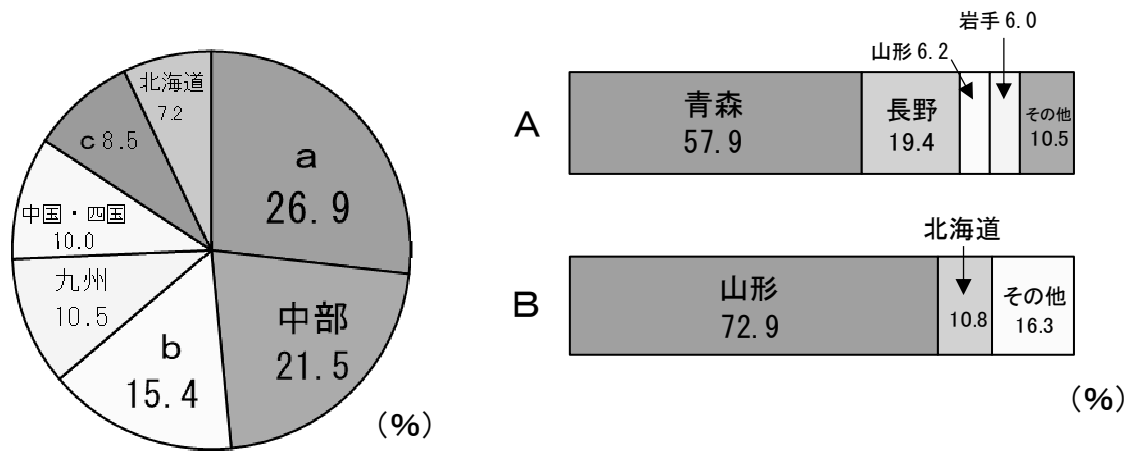 北海道
7.2
a
26.9
中部
21.5
b
15.4
九州
10.5
中国・四国
10.0
c 8.5
(%)
A
青森
57.9
長野
19.4
山形 6.2
岩手 6.0
その他
10.5
B
山形
72.9
北海道
10.8
その他
16.3
(%)